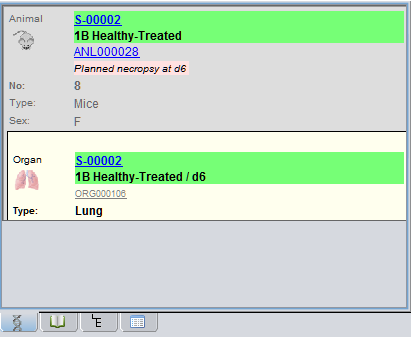 Animal S-00002
1B Healthy-Treated
ANL000028
Planned necropsy at d6
No: 8
Type: Mice
Sex: F
Organ S-00002
1B Healthy-Treated / d6
ORG000106
Type: Lung